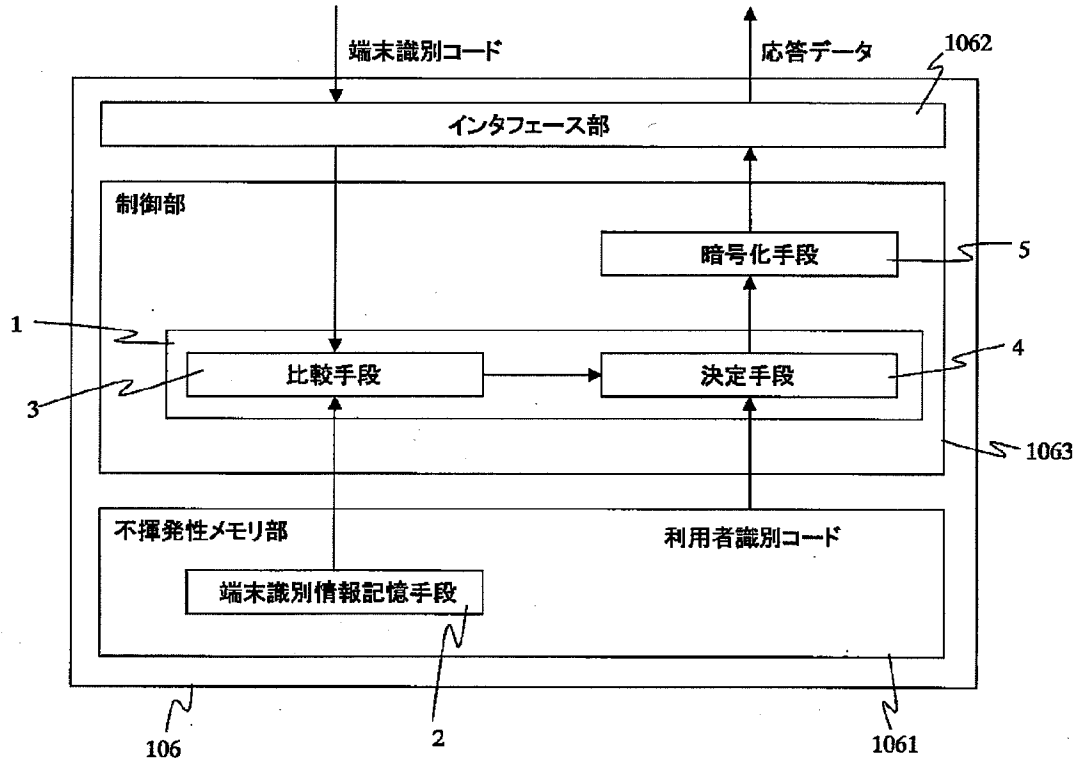 端末識別コード
応答データ
1062
インタフェース部
制御部
暗号化手段
5
1
比較手段
決定手段
4
3
1063
不揮発性メモリ部
利用者識別コード
端末識別情報記憶手段
106
2
1061